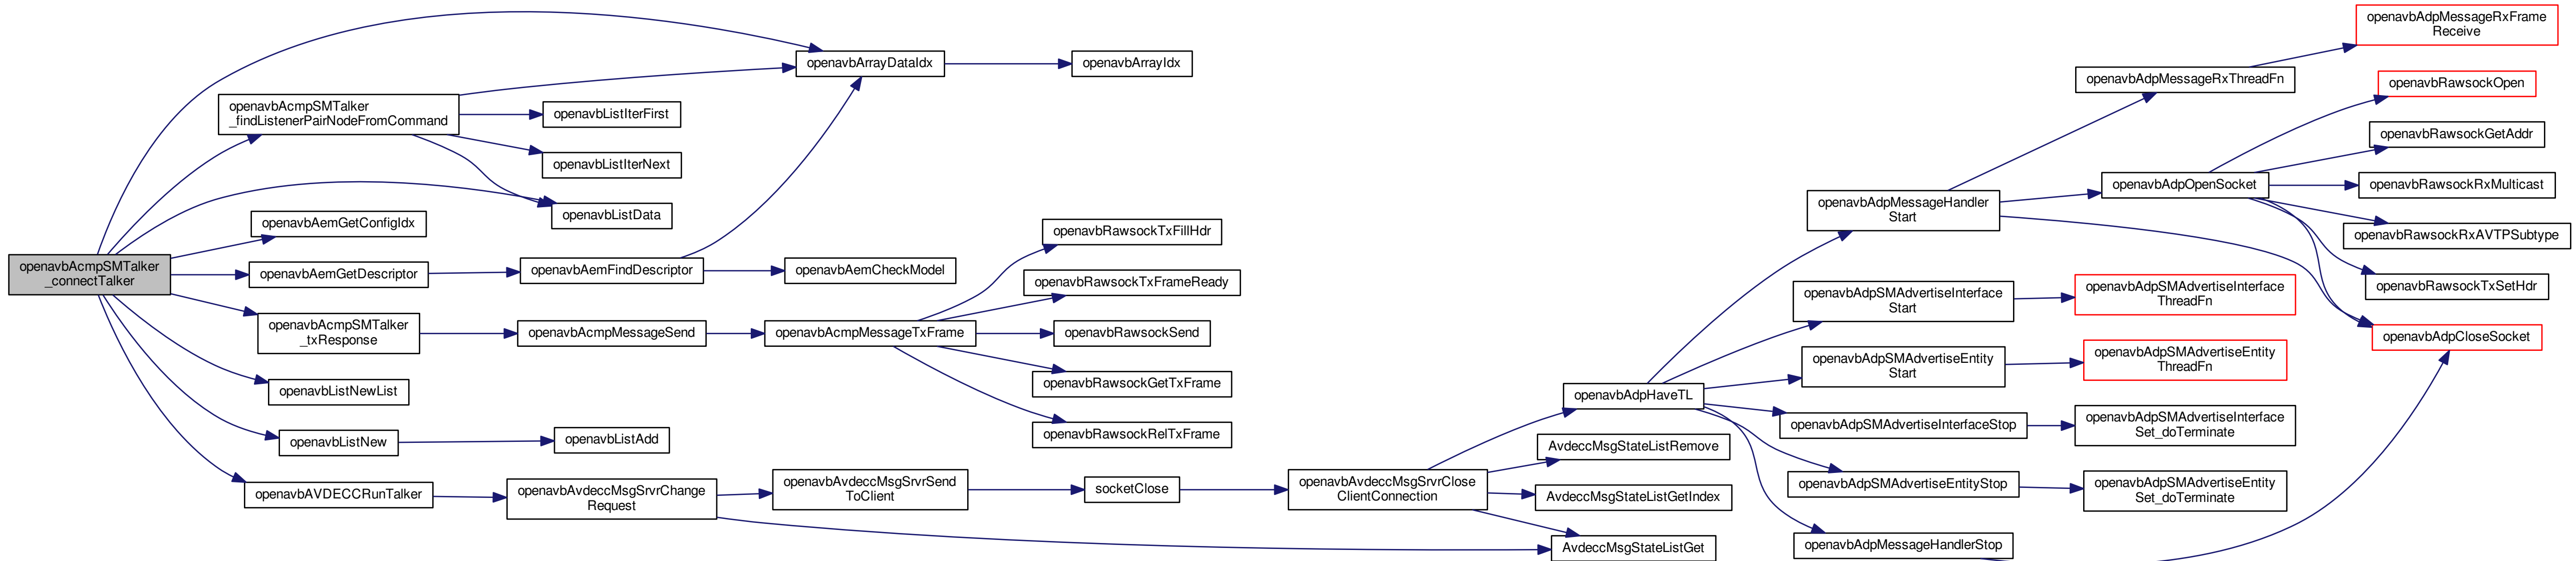 openavbAcmpSMTalker
_connectTalker
openavbAcmpSMTalker
_findListenerPairNodeFromCommand
openavbAemGetConfigIdx
openavbAemGetDescriptor
openavbAcmpSMTalker
_txResponse
openavbListNewList
openavbListNew
openavbAVDECCRunTalker
openavbListIterFirst
openavbListIterNext
openavbListData
openavbAemFindDescriptor
openavbAcmpMessageSend
openavbListAdd
openavbAvdeccMsgSrvrChange
Request
openavbArrayDataIdx
openavbAemCheckModel
openavbAcmpMessageTxFrame
openavbAvdeccMsgSrvrSend
ToClient
openavbArrayIdx
openavbRawsockTxFillHdr
openavbRawsockTxFrameReady
openavbRawsockSend
openavbRawsockGetTxFrame
openavbRawsockRelTxFrame
socketClose
openavbAvdeccMsgSrvrClose
ClientConnection
openavbAdpHaveTL
AvdeccMsgStateListRemove
AvdeccMsgStateListGetIndex
AvdeccMsgStateListGet
openavbAdpMessageHandler
Start
openavbAdpSMAdvertiseInterface
Start
openavbAdpSMAdvertiseEntity
Start
openavbAdpSMAdvertiseInterfaceStop
openavbAdpSMAdvertiseEntityStop
openavbAdpMessageHandlerStop
openavbAdpMessageRxThreadFn
openavbAdpOpenSocket
openavbAdpSMAdvertiseInterface
ThreadFn
openavbAdpSMAdvertiseEntity
ThreadFn
openavbAdpSMAdvertiseInterface
Set_doTerminate
openavbAdpSMAdvertiseEntity
Set_doTerminate
openavbAdpMessageRxFrame
Receive
openavbRawsockOpen
openavbRawsockGetAddr
openavbRawsockRxMulticast
openavbRawsockRxAVTPSubtype
openavbRawsockTxSetHdr
openavbAdpCloseSocket